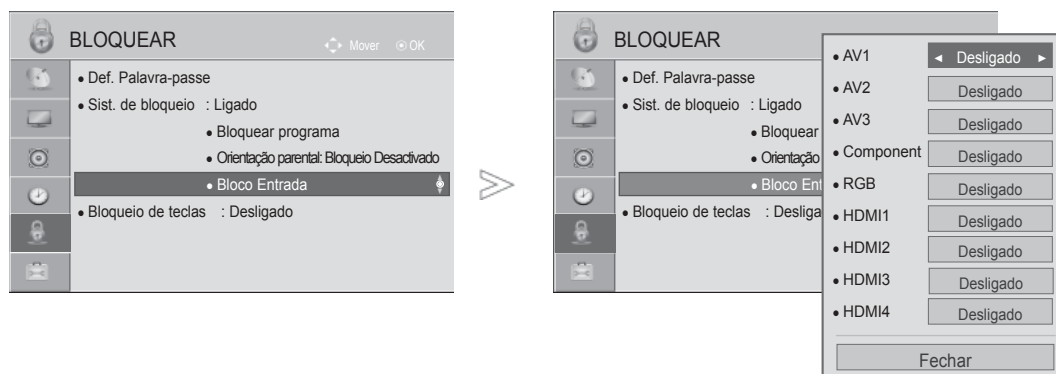 BLOQUEAR
Mover OK
• Def. Palavra-passe
• Sist. de bloqueio : Ligado
• Bloquear programa
• Orientação parental: Bloqueio Desactivado
• Bloco Entrada
• Bloqueio de teclas : Desligado
BLOQUEAR
• Def. Palavra-passe
• Sist. de bloqueio : Ligado
• Bloquear
• Orientação
• Bloco Ent
• Bloqueio de teclas : Desliga
• AV1 ◄ Desligado ►
• AV2 Desligado
• AV3 Desligado
• Component Desligado
• RGB Desligado
• HDMI1 Desligado
• HDMI2 Desligado
• HDMI3 Desligado
• HDMI4 Desligado
Fechar